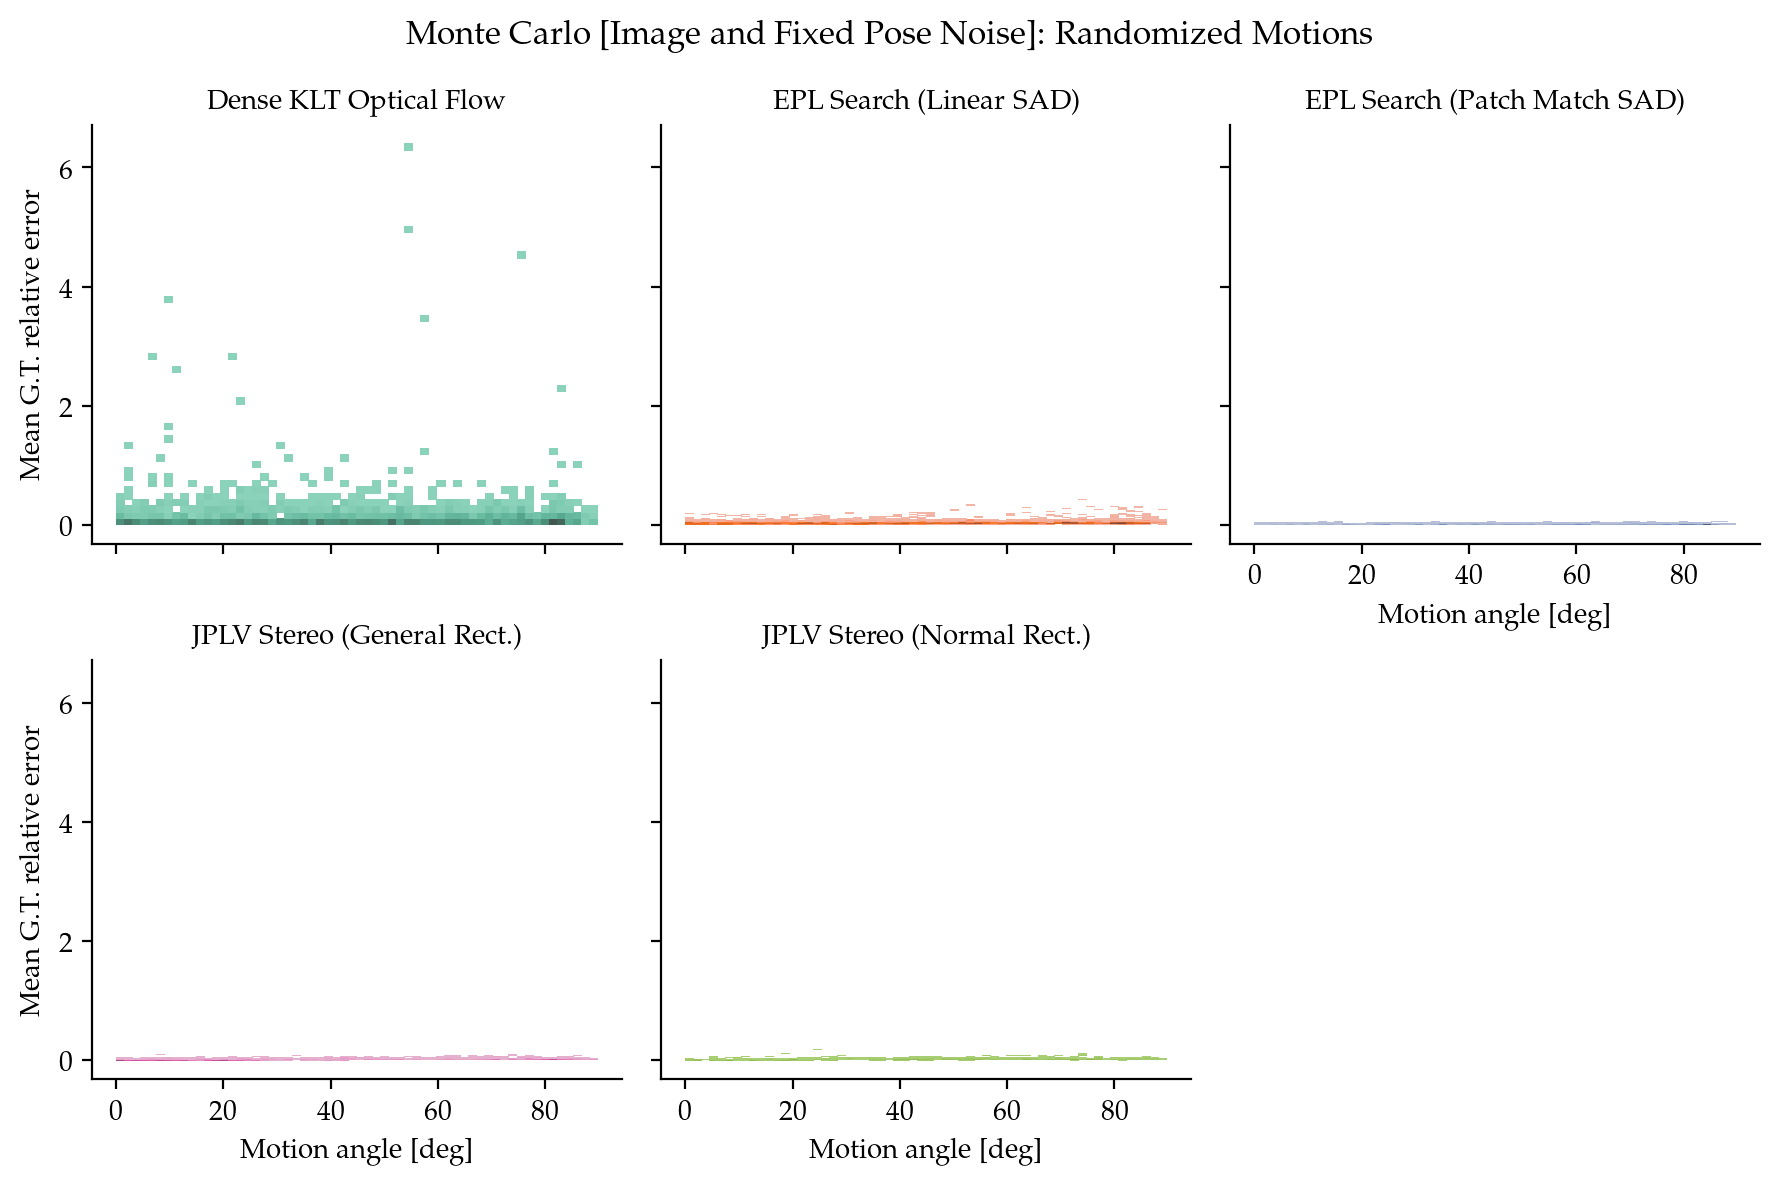 Monte Carlo [Image and Fixed Pose Noise]: Randomized Motions
Dense KLT Optical Flow
EPL Search (Linear SAD)
EPL Search (Patch Match SAD)
Mean G.T. relative error
6
4
2
0
0 20 40 60 80
Motion angle [deg]
JPLV Stereo (General Rect.)
JPLV Stereo (Normal Rect.)
Mean G.T. relative error
6
4
2
0
0 20 40 60 80
0 20 40 60 80
Motion angle [deg]
Motion angle [deg]